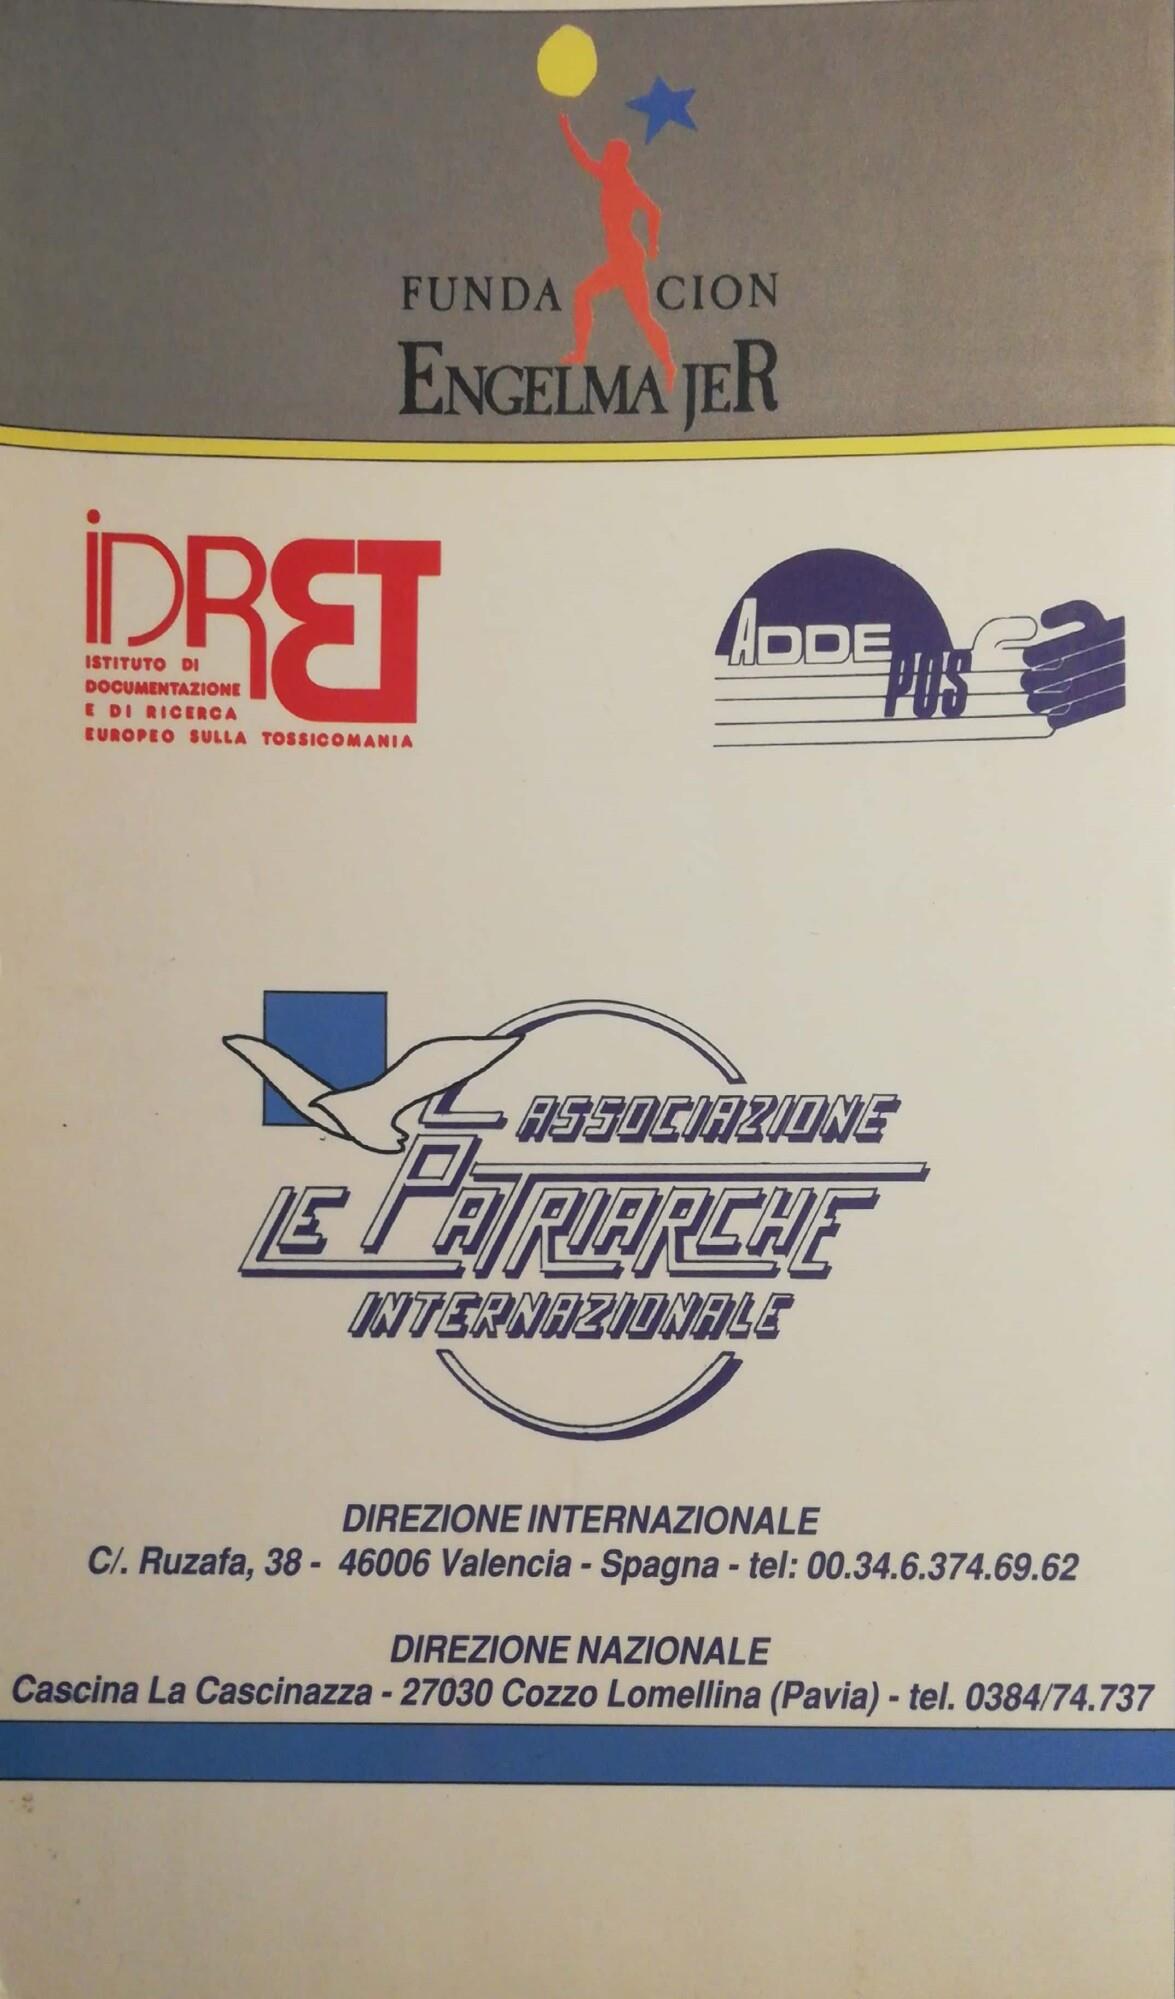 FUNDACION
ENGELMAJER
iDRET
ISTITUTO DI
DOCUMENTAZIONE
E DI RICERCA
EUROPEO SULLA TOSSICOMANIA
ADDE
POS
ASSOCIAZIONE
LE PATRIARCHE
INTERNAZIONALE
DIREZIONE INTERNAZIONALE
C/. Ruzafa, 38 - 46006 Valencia - Spagna - tel: 00.34.6.374.69.62
DIREZIONE NAZIONALE
Cascina La Cascinazza - 27030 Cozzo Lomellina (Pavia) - tel. 0384/74.737